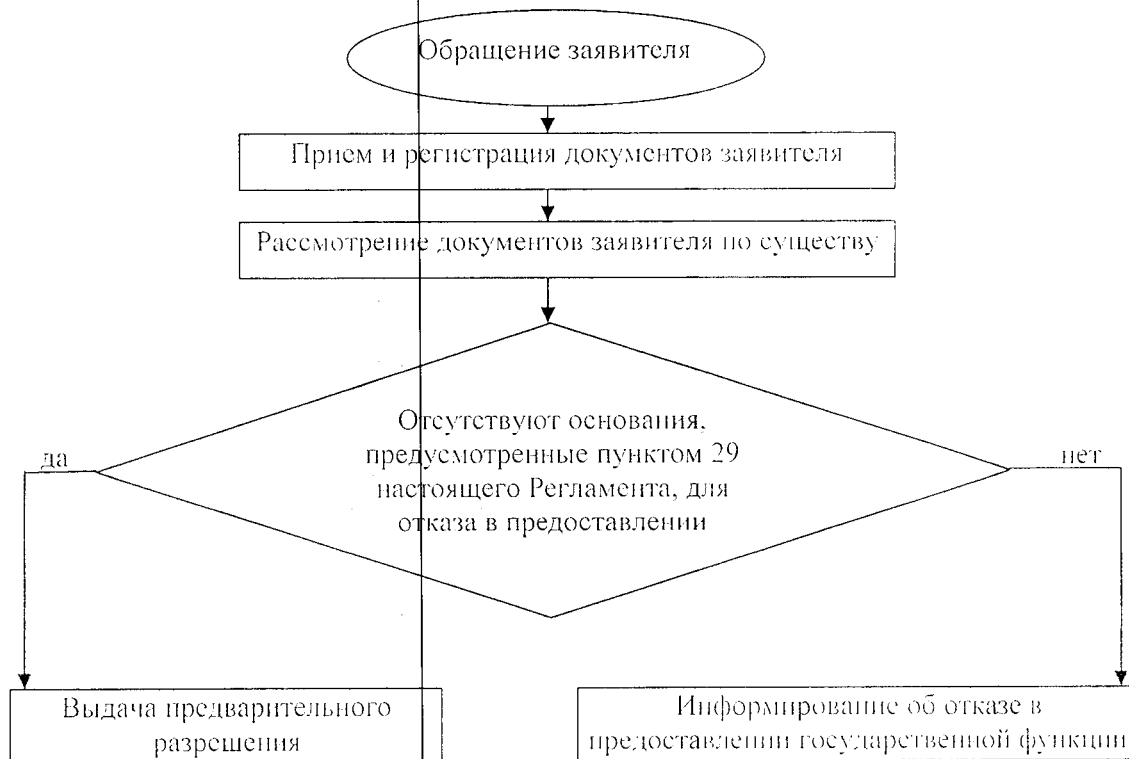 Обращение заявителя
Прием и регистрация документов заявителя
Рассмотрение документов заявителя по существу
Отсутствуют основания,
предусмотренные пунктом 29
настоящего Регламента, для
отказа в предоставлении
да
нет
Выдача предварительного
разрешения
Информирование об отказе в
предоставлении государственной функции